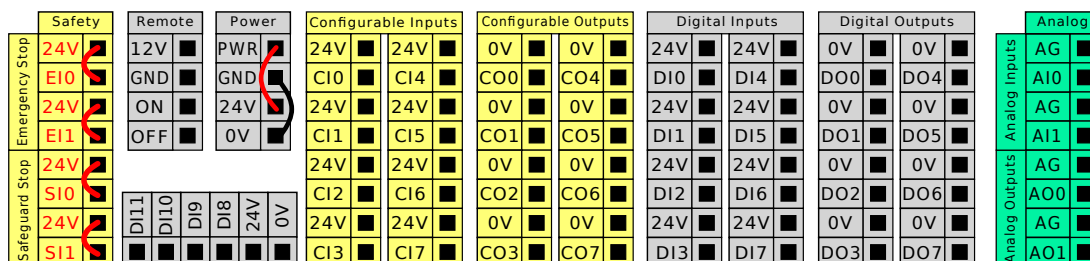 Safety Remote Power Configurable Inputs Configurable Outputs Digital Inputs Digital Outputs Analog
Emergency Stop
24V 12V PWR 24V 24V 0V 0V 24V 24V 0V 0V AG
EI0 GND GND CI0 CI4 CO0 CO4 DI0 DI4 DO0 DO4 AI0
24V ON 24V 24V 24V 0V 0V 24V 24V 0V 0V AG
EI1 OFF 0V CI1 CI5 CO1 CO5 DI1 DI5 DO1 DO5 AI1
Analog Inputs
Safeguard Stop
24V 24V 24V 0V 0V 24V 24V 0V 0V AG
SI0 CI2 CI6 CO2 CO6 DI2 DI6 DO2 DO6 AO0
24V 24V 24V 0V 0V 24V 24V 0V 0V AG
SI1 CI3 CI7 CO3 CO7 DI3 DI7 DO3 DO7 AO1
DI11 DI10 DI9 DI8 24V 0V
Analog Outputs